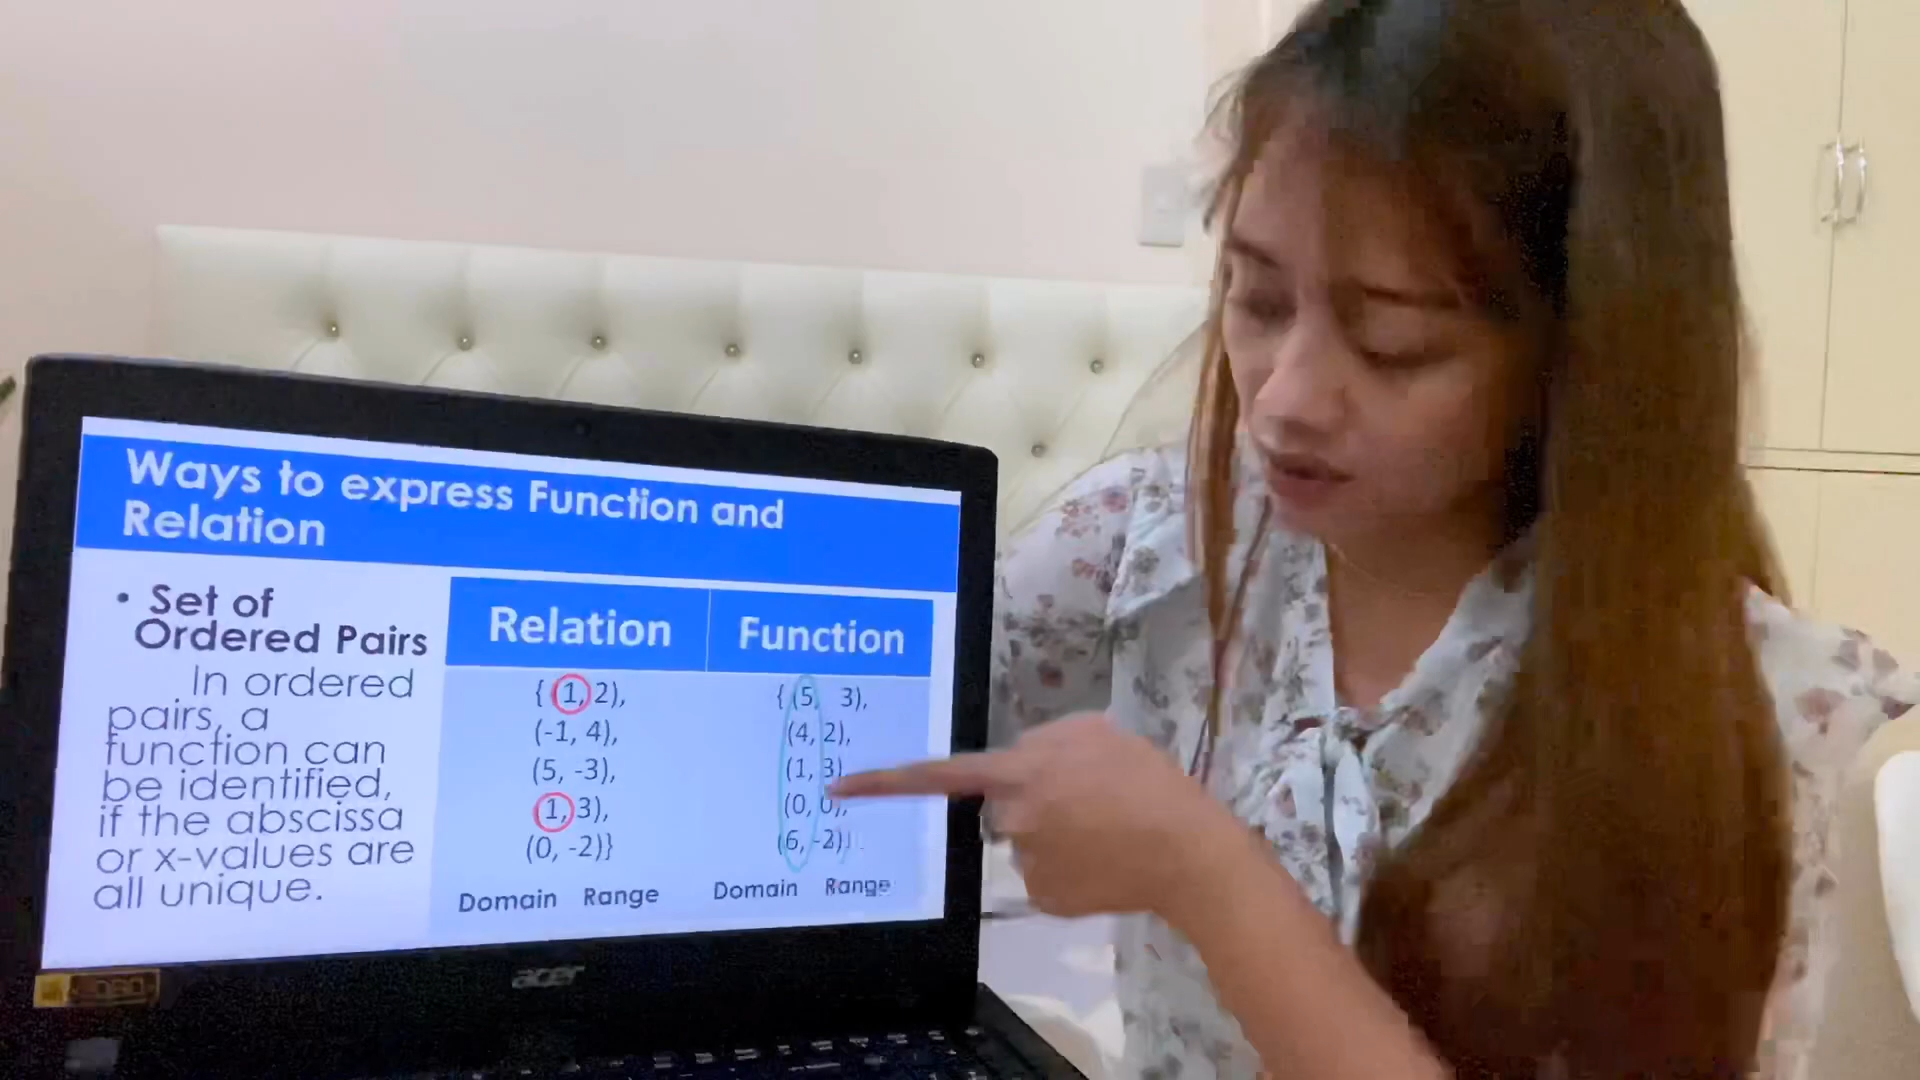 Ways to express Function and
Relation
• Set of
Ordered Pairs
In ordered
pairs, a
function can
be identified,
if the abscissa
or x-values are
all unique.
Relation
{ (1, 2),
(-1, 4),
(5, -3),
(1, 3),
(0, -2)}
Domain Range
Function
{ (5, 3),
(4, 2),
(1, 3),
(0, 0),
(6, -2)}
Domain Range
acer